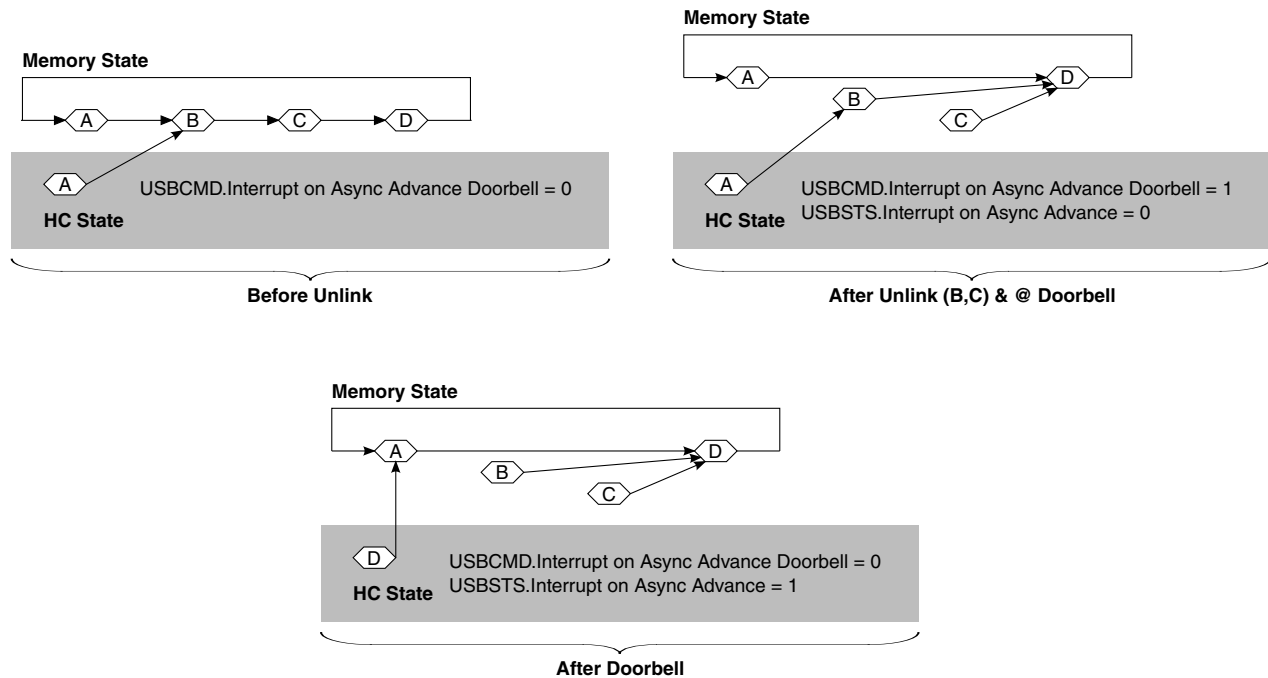 Memory State
A B C D
A USBCMD.Interrupt on Async Advance Doorbell = 0
HC State
Before Unlink
Memory State
A D
B
C
A USBCMD.Interrupt on Async Advance Doorbell = 1
HC State USBSTS.Interrupt on Async Advance = 0
After Unlink (B,C) & @ Doorbell
Memory State
A D
B
C
D USBCMD.Interrupt on Async Advance Doorbell = 0
HC State USBSTS.Interrupt on Async Advance = 1
After Doorbell